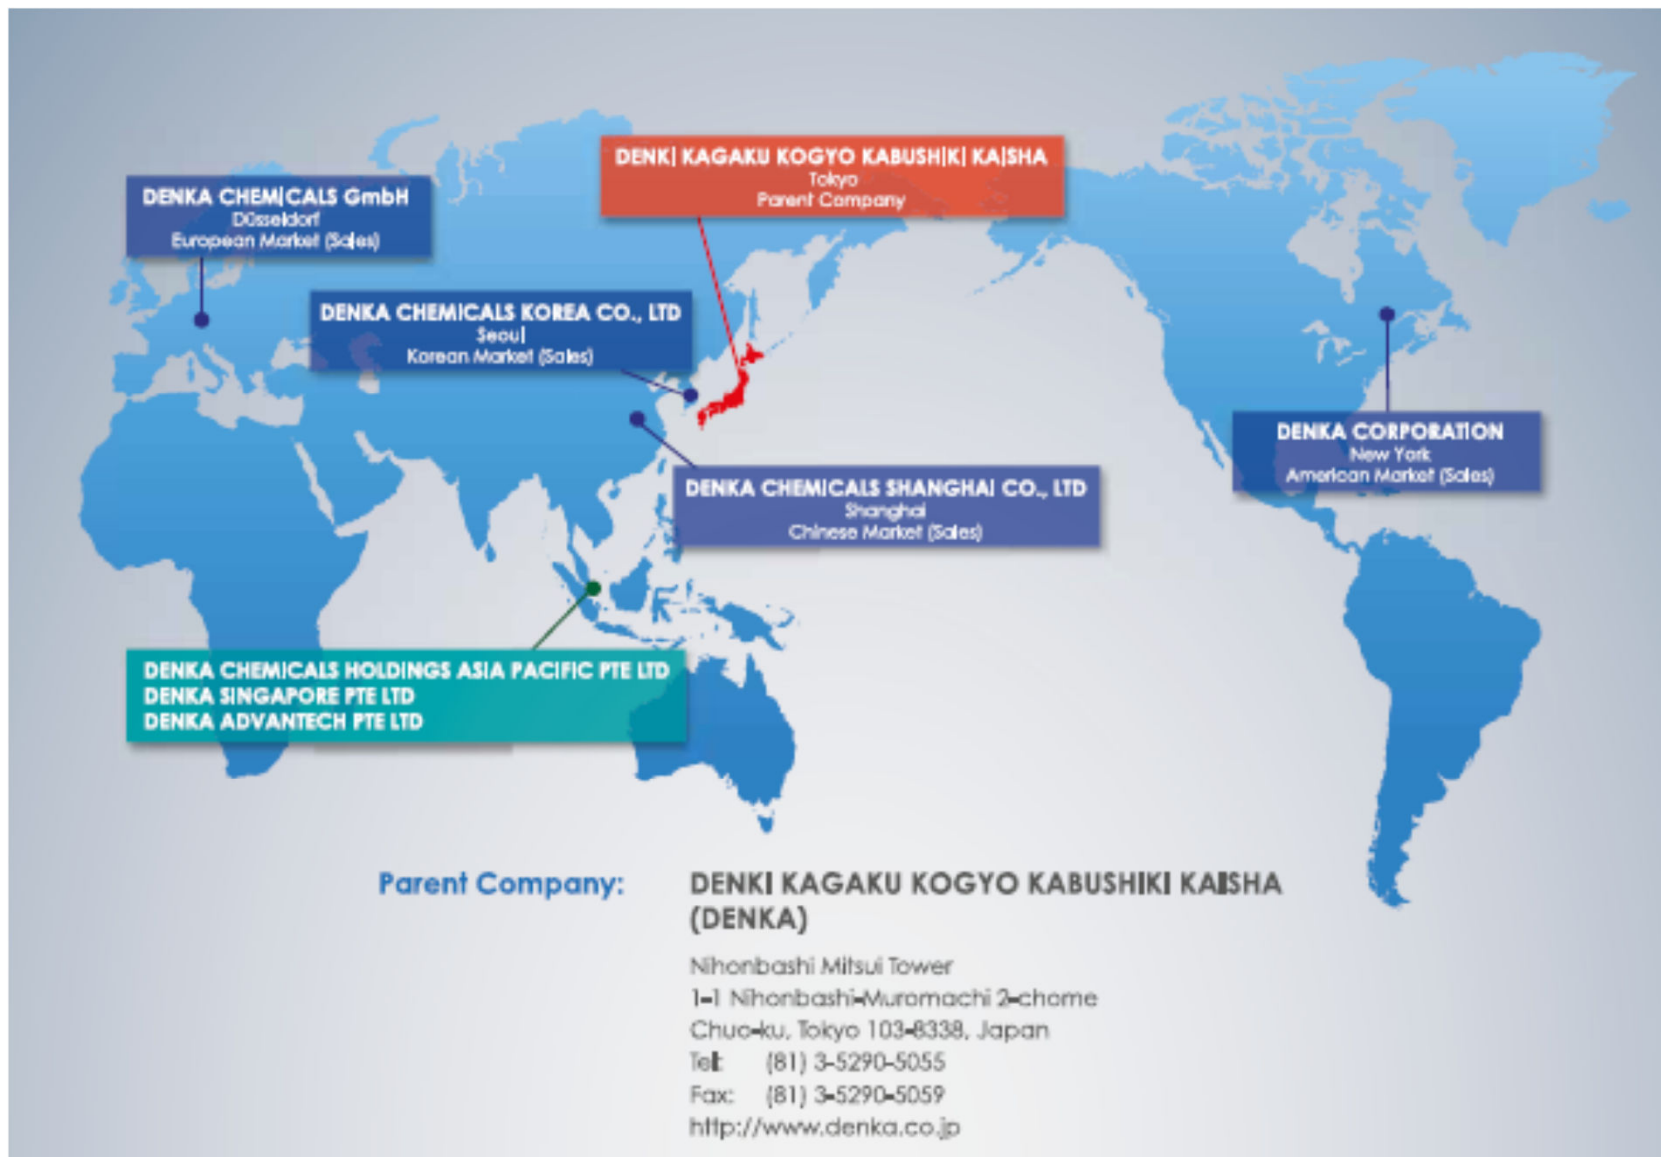 DENKI KAGAKU KOGYO KABUSHIKI KAISHA
Tokyo
Parent Company
DENKA CHEMICALS GmbH
Düsseldorf
European Market (Sales)
DENKA CHEMICALS KOREA CO., LTD
Seoul
Korean Market (Sales)
DENKA CORPORATION
New York
American Market (Sales)
DENKA CHEMICALS SHANGHAI CO., LTD
Shanghai
Chinese Market (Sales)
DENKA CHEMICALS HOLDINGS ASIA PACIFIC PTE LTD
DENKA SINGAPORE PTE LTD
DENKA ADVANTECH PTE LTD
Parent Company: DENKI KAGAKU KOGYO KABUSHIKI KAISHA
(DENKA)
Nihonbashi Mitsui Tower
1-1 Nihonbashi-Muromachi 2-chome
Chuo-ku, Tokyo 103-8338, Japan
Tel: (81) 3-5290-5055
Fax: (81) 3-5290-5059
http://www.denka.co.jp